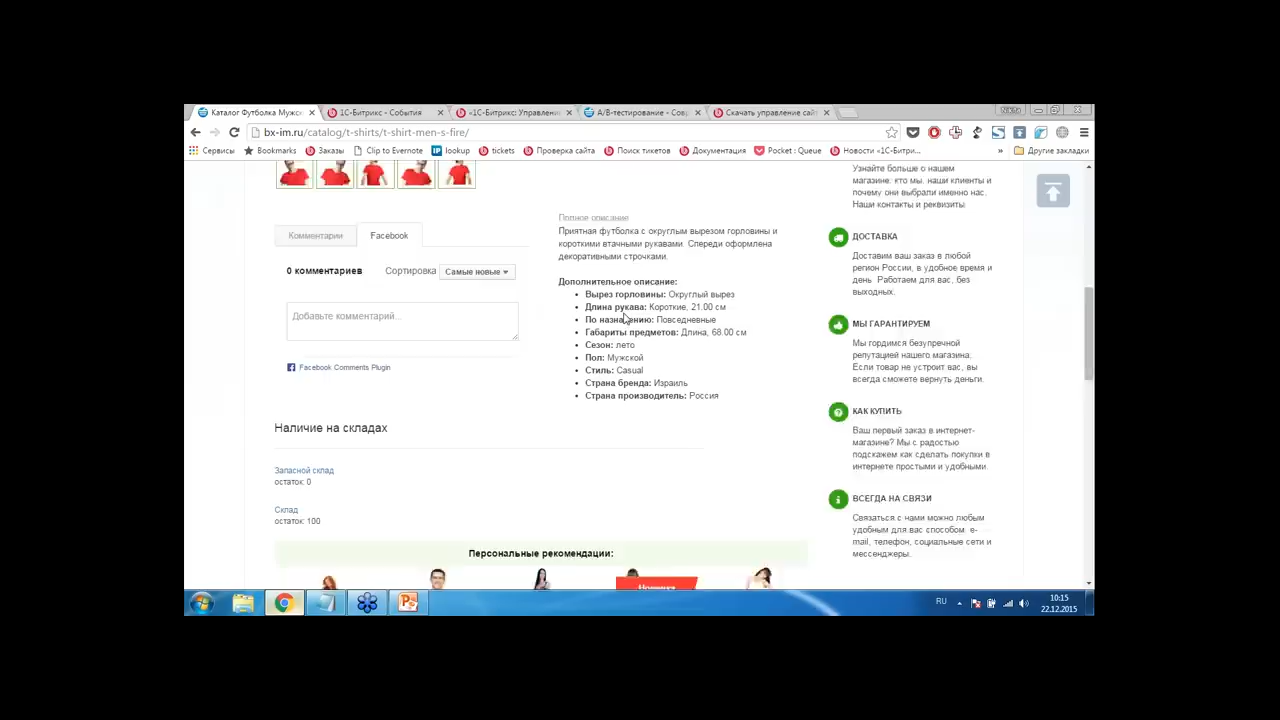 Каталог Футболка Мужс
1С-Битрикс - События
«1С-Битрикс: Управлени
A/B-тестирование - Сов
Скачать управление сайт
Nikita
bx-im.ru/catalog/t-shirts/t-shirt-men-s-fire/
Сервисы
Bookmarks
Заказы
Clip to Evernote
lookup
tickets
Проверка сайта
Поиск тикетов
Документация
Pocket : Queue
Новости «1С-Битри...
»
Другие закладки
Комментарии
Facebook
0 комментариев
Сортировка
Самые новые
Добавьте комментарий...
Facebook Comments Plugin
Полное описание
Приятная футболка с округлым вырезом горловины и
короткими втачными рукавами. Спереди оформлена
декоративными строчками.
Дополнительное описание:
Вырез горловины: Округлый вырез
Длина рукава: Короткие, 21.00 см
По назначению: Повседневные
Габариты предметов: Длина, 68.00 см
Сезон: лето
Пол: Мужской
Стиль: Casual
Страна бренда: Израиль
Страна производитель: Россия
Наличие на складах
Запасной склад
остаток: 0
Склад
остаток: 100
Персональные рекомендации:
Новинка
Узнайте больше о нашем
магазине: кто мы, наши клиенты и
почему они выбрали именно нас.
Наши контакты и реквизиты
ДОСТАВКА
Доставим ваш заказ в любой
регион России, в удобное время и
день. Работаем для вас, без
выходных.
МЫ ГАРАНТИРУЕМ
Мы гордимся безупречной
репутацией нашего магазина.
Если товар не устроит вас, вы
всегда сможете вернуть деньги.
КАК КУПИТЬ
Ваш первый заказ в интернет-
магазине? Мы с радостью
подскажем как сделать покупки в
интернете простыми и удобными.
ВСЕГДА НА СВЯЗИ
Связаться с нами можно любым
удобным для вас способом: e-
mail, телефон, социальные сети и
мессенджеры.
RU
10:15
22.12.2015